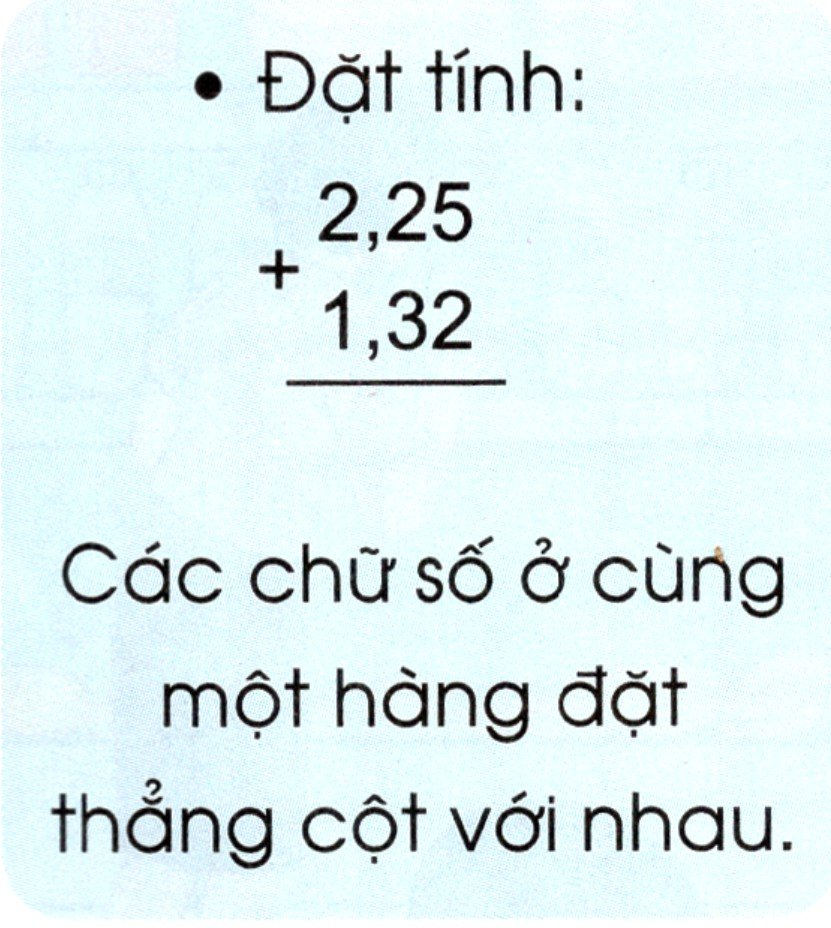 • Đặt tính:
2,25
+
1,32
Các chữ số ở cùng
một hàng đặt
thẳng cột với nhau.